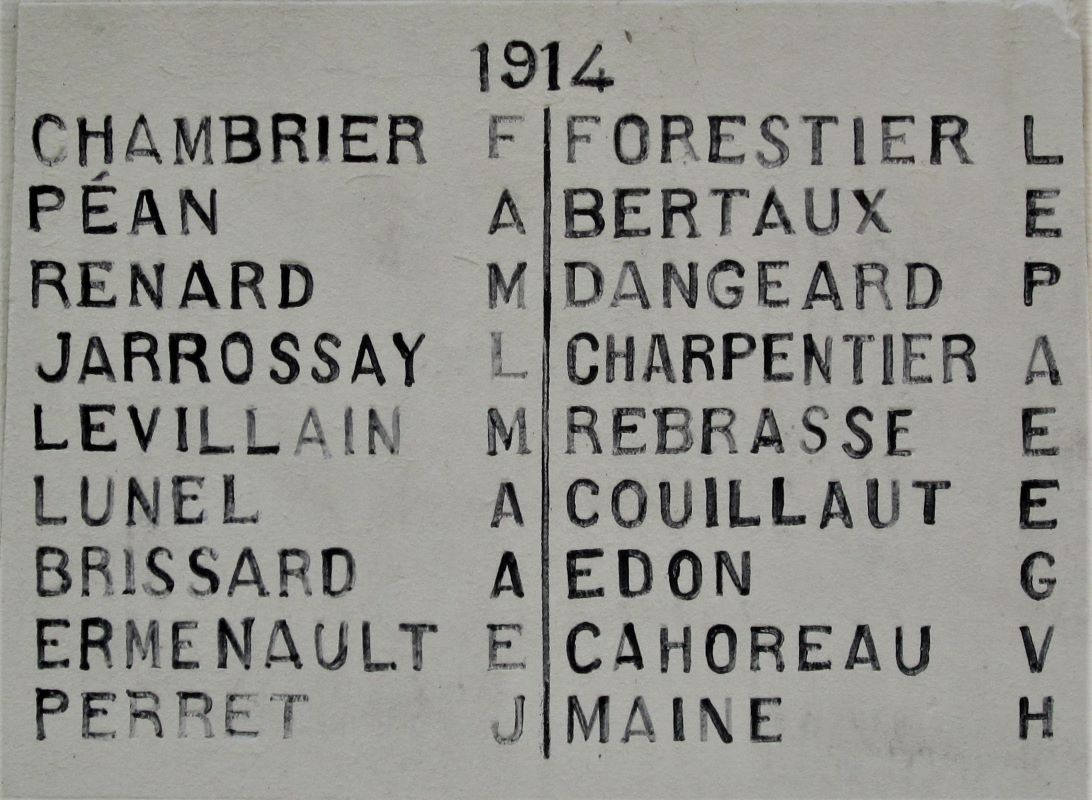 1914
CHAMBRIER F
PÉAN A
RENARD M
JARROSSAY L
LEVILLAIN M
LUNEL A
BRISSARD A
ERMENAULT E
PERRET J
FORESTIER L
BERTAUX E
DANGEARD P
CHARPENTIER A
REBRASSE E
COUILLAUT E
EDON G
CAHOREAU V
MAINE H